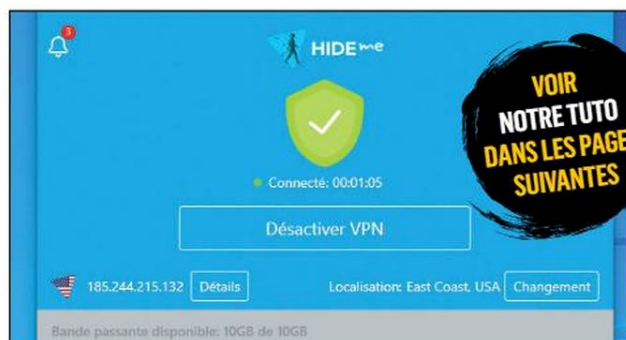 3
HIDE me
VOIR
NOTRE TUTO
DANS LES PAGE
SUIVANTES
Connecté: 00:01:05
Désactiver VPN
185.244.215.132 Détails Localisation: East Coast, USA Changement
Bande passante disponible: 10GB de 10GB